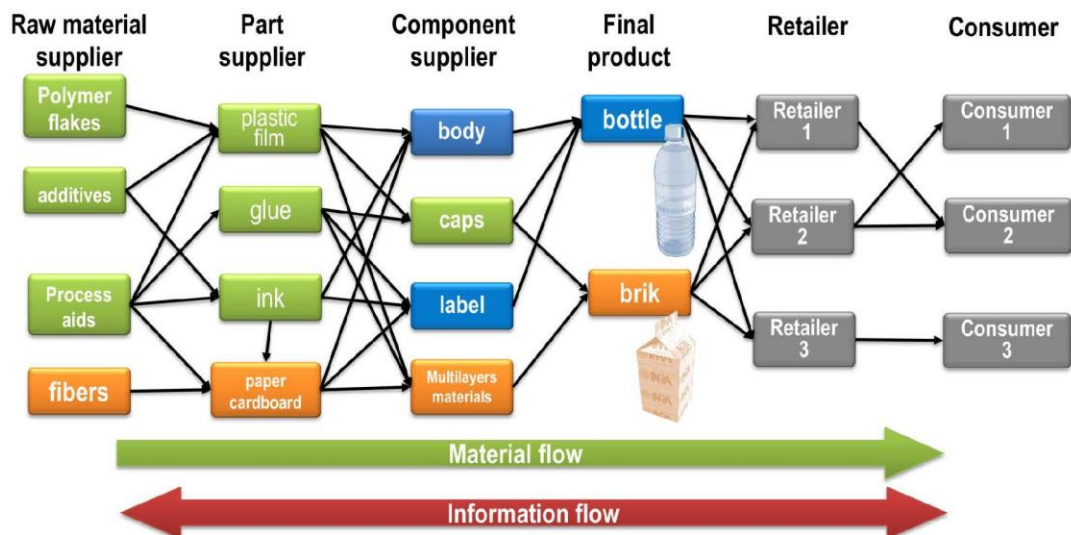 Raw material
supplier
Part
supplier
Component
supplier
Final
product
Retailer
Consumer
Polymer
flakes
additives
Process
aids
fibers
plastic
film
glue
ink
paper
cardboard
body
caps
label
Multilayers
materials
bottle
brik
INRA
Retailer
1
Retailer
2
Retailer
3
Consumer
1
Consumer
2
Consumer
3
Material flow
Information flow